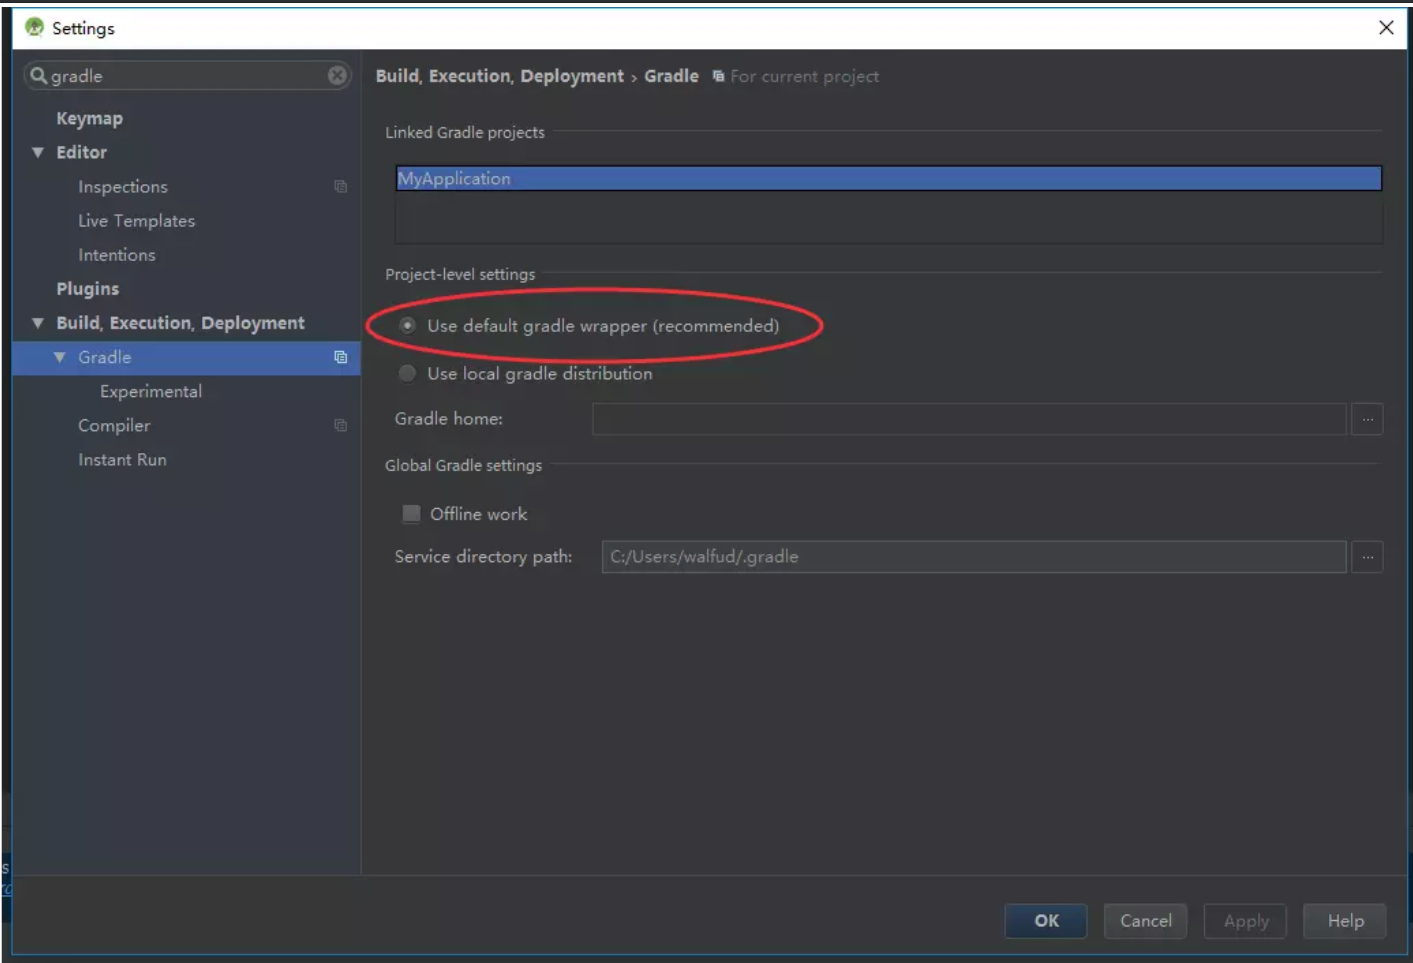 Settings
gradle
Keymap
Editor
Inspections
Live Templates
Intentions
Plugins
Build, Execution, Deployment
Gradle
Experimental
Compiler
Instant Run
Build, Execution, Deployment › Gradle For current project
Linked Gradle projects
MyApplication
Project-level settings
Use default gradle wrapper (recommended)
Use local gradle distribution
Gradle home:
...
Global Gradle settings
Offline work
Service directory path: C:/Users/walfud/.gradle ...
OK Cancel Apply Help